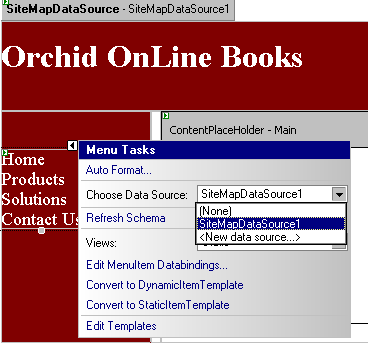 SiteMapDataSource - SiteMapDataSource1
Orchid OnLine Books
ContentPlaceHolder - Main
Home
Products
Solutions
Contact Us
Menu Tasks
Auto Format...
Choose Data Source: SiteMapDataSource1
(None)
SiteMapDataSource1
<New data source...>
Refresh Schema
Views:
Edit MenuItem Databindings...
Convert to DynamicItemTemplate
Convert to StaticItemTemplate
Edit Templates